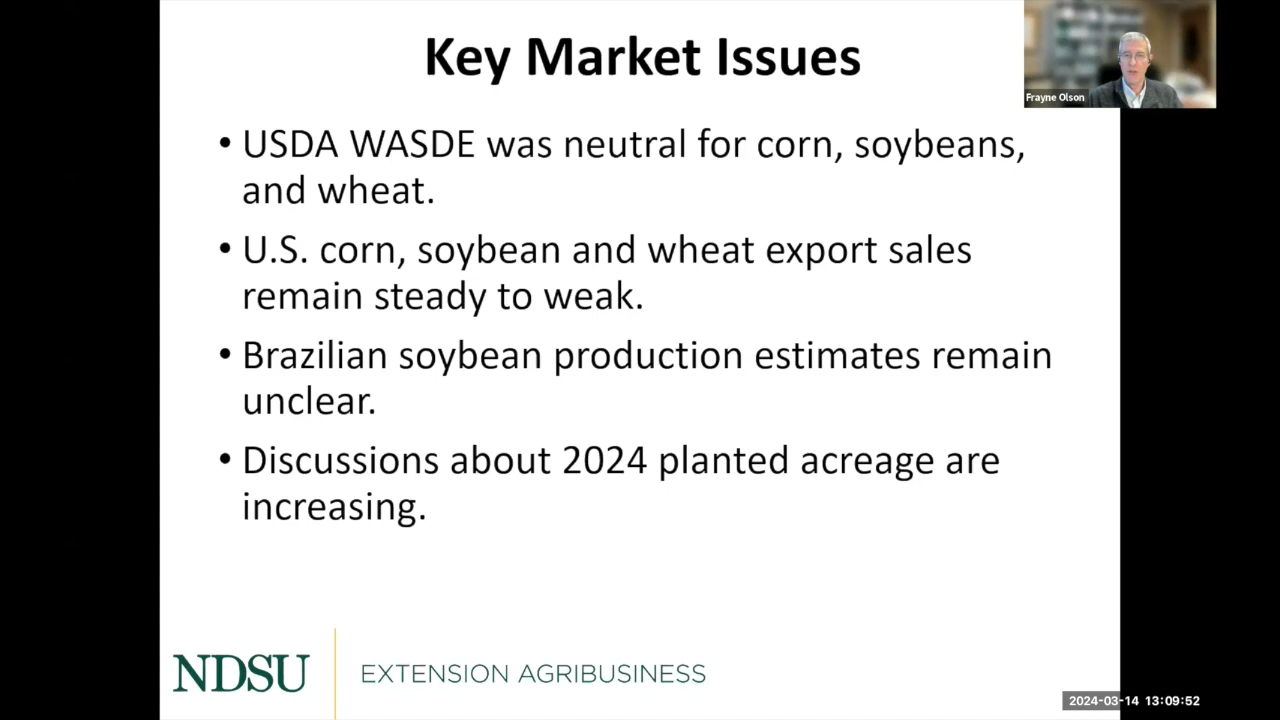 Key Market Issues
Frayne Olson
• USDA WASDE was neutral for corn, soybeans,
and wheat.
• U.S. corn, soybean and wheat export sales
remain steady to weak.
• Brazilian soybean production estimates remain
unclear.
• Discussions about 2024 planted acreage are
increasing.
NDSU EXTENSION AGRIBUSINESS
2024-03-14 13:09:52